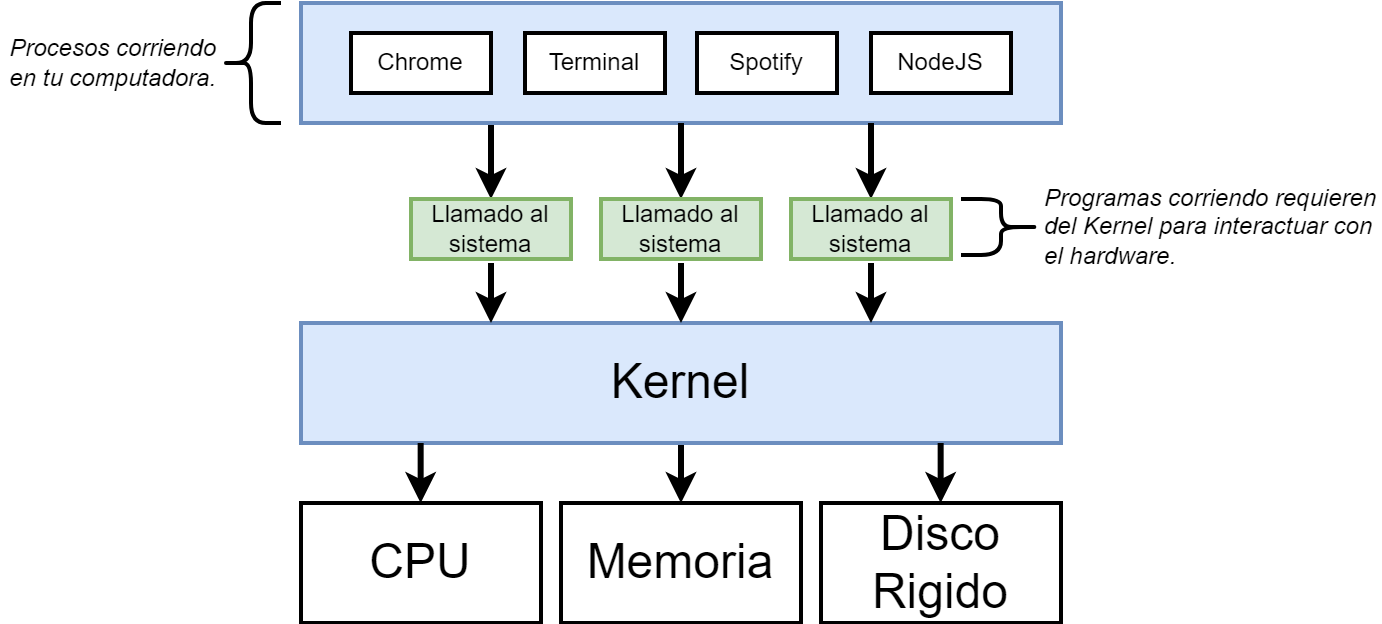 Procesos corriendo
en tu computadora.
Chrome
Terminal
Spotify
NodeJS
Llamado al
sistema
Llamado al
sistema
Llamado al
sistema
Programas corriendo requieren
del Kernel para interactuar con
el hardware.
Kernel
CPU
Memoria
Disco
Rigido